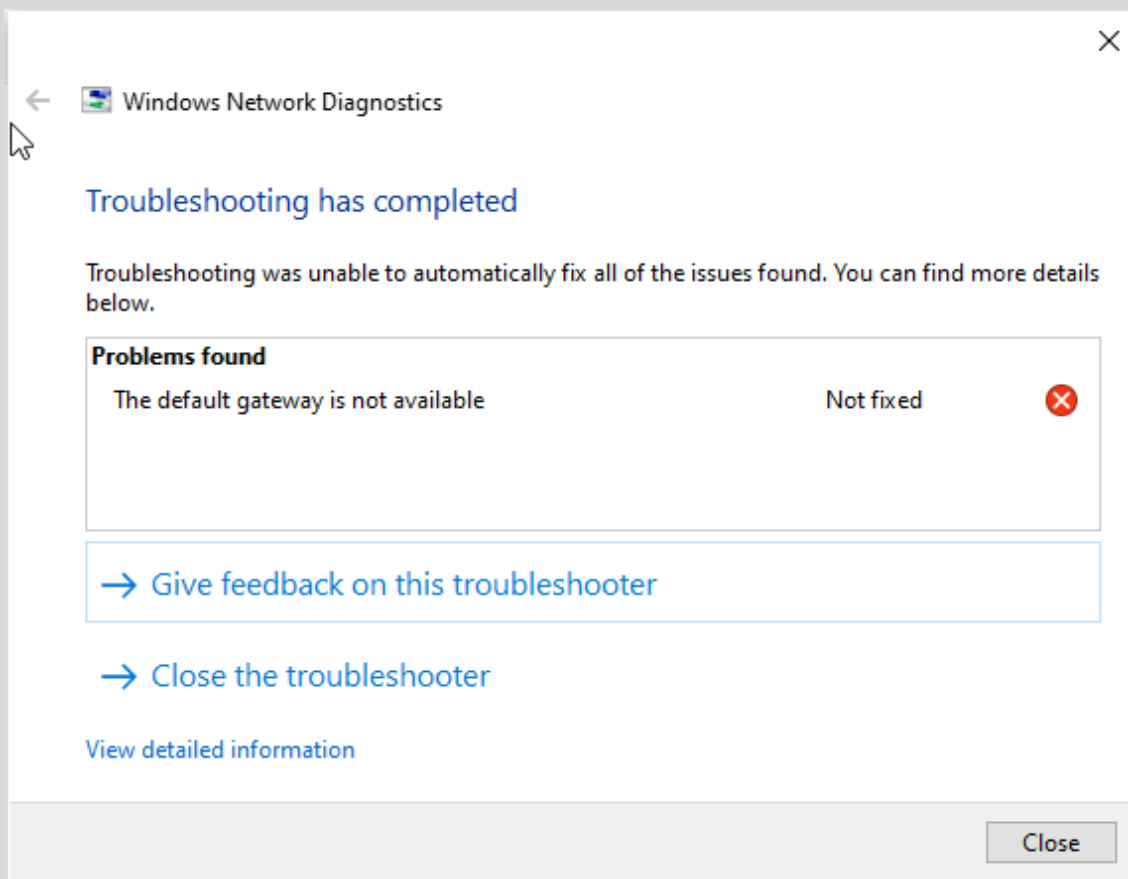 Windows Network Diagnostics
Troubleshooting has completed
Troubleshooting was unable to automatically fix all of the issues found. You can find more details
below.
Problems found
The default gateway is not available Not fixed
Give feedback on this troubleshooter
Close the troubleshooter
View detailed information
Close